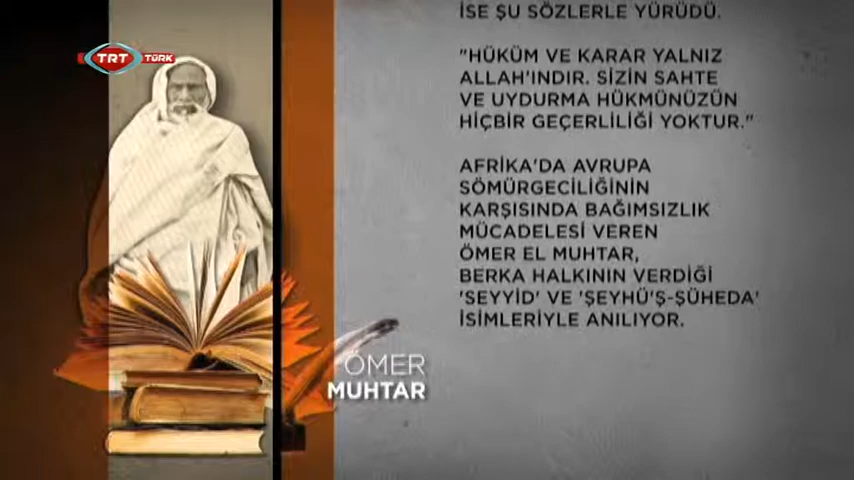 TRT TÜRK
İSE ŞU SÖZLERLE YÜRÜDÜ.
"HÜKÜM VE KARAR YALNIZ
ALLAH'INDIR. SİZİN SAHTE
VE UYDURMA HÜKMÜNÜZÜN
HİÇBİR GEÇERLİLİĞİ YOKTUR."
AFRİKA'DA AVRUPA
SÖMÜRGECİLİĞİNİN
KARŞISINDA BAĞIMSIZLIK
MÜCADELESİ VEREN
ÖMER EL MUHTAR,
BERKA HALKININ VERDİĞİ
'SEYYİD' VE 'ŞEYHÜ'Ş-ŞÜHEDA'
İSİMLERİYLE ANILIYOR.
ÖMER
MUHTAR